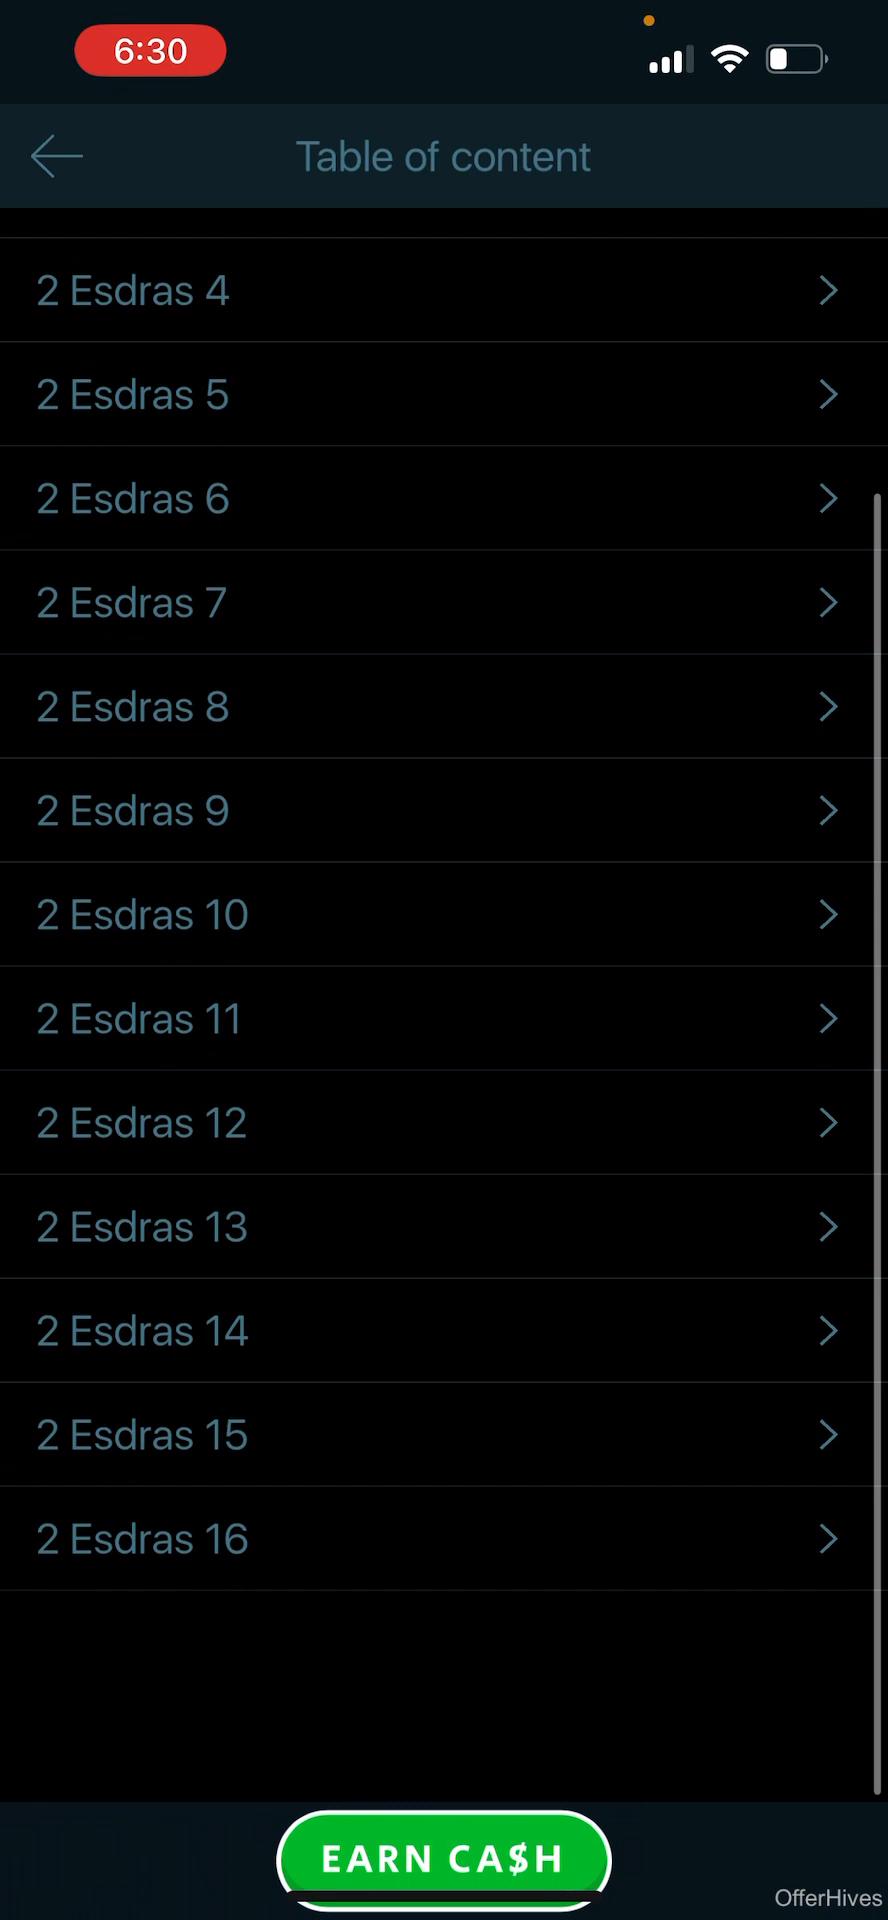 6:30
Table of content
2 Esdras 4
2 Esdras 5
2 Esdras 6
2 Esdras 7
2 Esdras 8
2 Esdras 9
2 Esdras 10
2 Esdras 11
2 Esdras 12
2 Esdras 13
2 Esdras 14
2 Esdras 15
2 Esdras 16
EARN CA$H
OfferHives